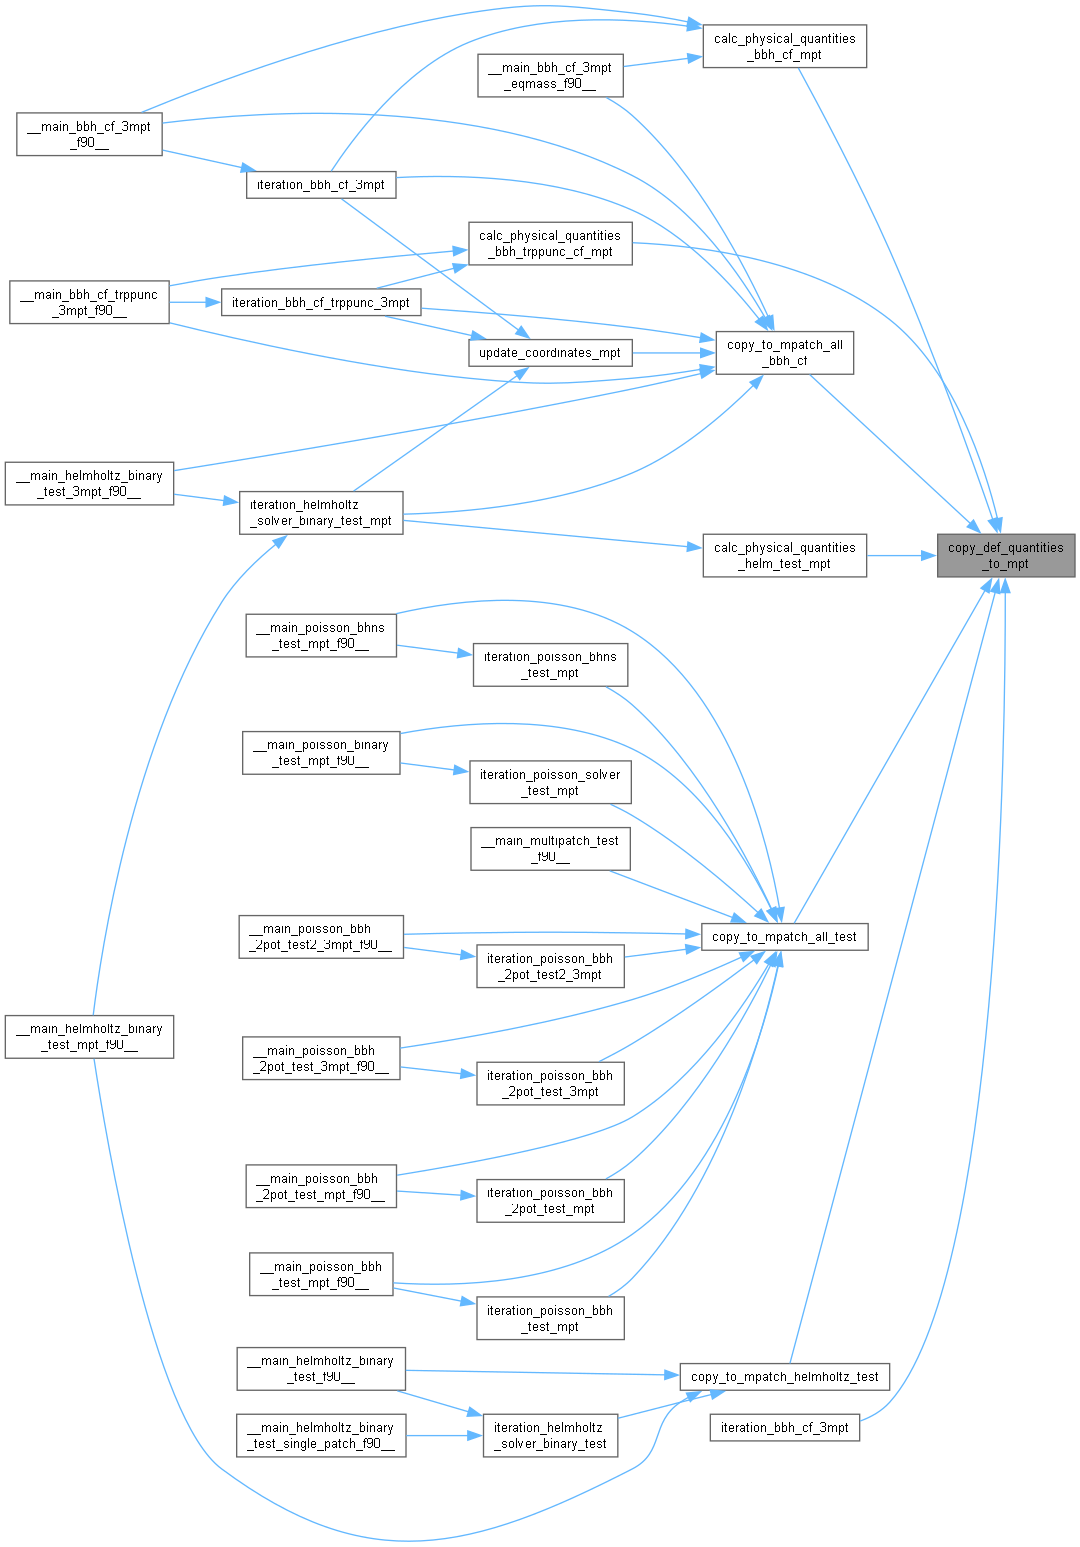 calc_physical_quantities
_bbh_cf_mpt
__main_bbh_cf_3mpt
_eqmass_f90__
__main_bbh_cf_3mpt
_f90__
iteration_bbh_cf_3mpt
calc_physical_quantities
_bbh_trppunc_cf_mpt
__main_bbh_cf_trppunc
_3mpt_f90__
iteration_bbh_cf_trppunc_3mpt
update_coordinates_mpt
copy_to_mpatch_all
_bbh_cf
__main_helmholtz_binary
_test_3mpt_f90__
iteration_helmholtz
_solver_binary_test_mpt
calc_physical_quantities
_helm_test_mpt
copy_def_quantities
_to_mpt
__main_poisson_bhns
_test_mpt_f90__
iteration_poisson_bhns
_test_mpt
__main_poisson_binary
_test_mpt_f90__
iteration_poisson_solver
_test_mpt
__main_multipatch_test
_f90__
__main_poisson_bbh
_2pot_test2_3mpt_f90__
copy_to_mpatch_all_test
iteration_poisson_bbh
_2pot_test2_3mpt
__main_helmholtz_binary
_test_mpt_f90__
__main_poisson_bbh
_2pot_test_3mpt_f90__
iteration_poisson_bbh
_2pot_test_3mpt
__main_poisson_bbh
_2pot_test_mpt_f90__
iteration_poisson_bbh
_2pot_test_mpt
__main_poisson_bbh
_test_mpt_f90__
iteration_poisson_bbh
_test_mpt
__main_helmholtz_binary
_test_f90__
copy_to_mpatch_helmholtz_test
__main_helmholtz_binary
_test_single_patch_f90__
iteration_helmholtz
_solver_binary_test
iteration_bbh_cf_3mpt